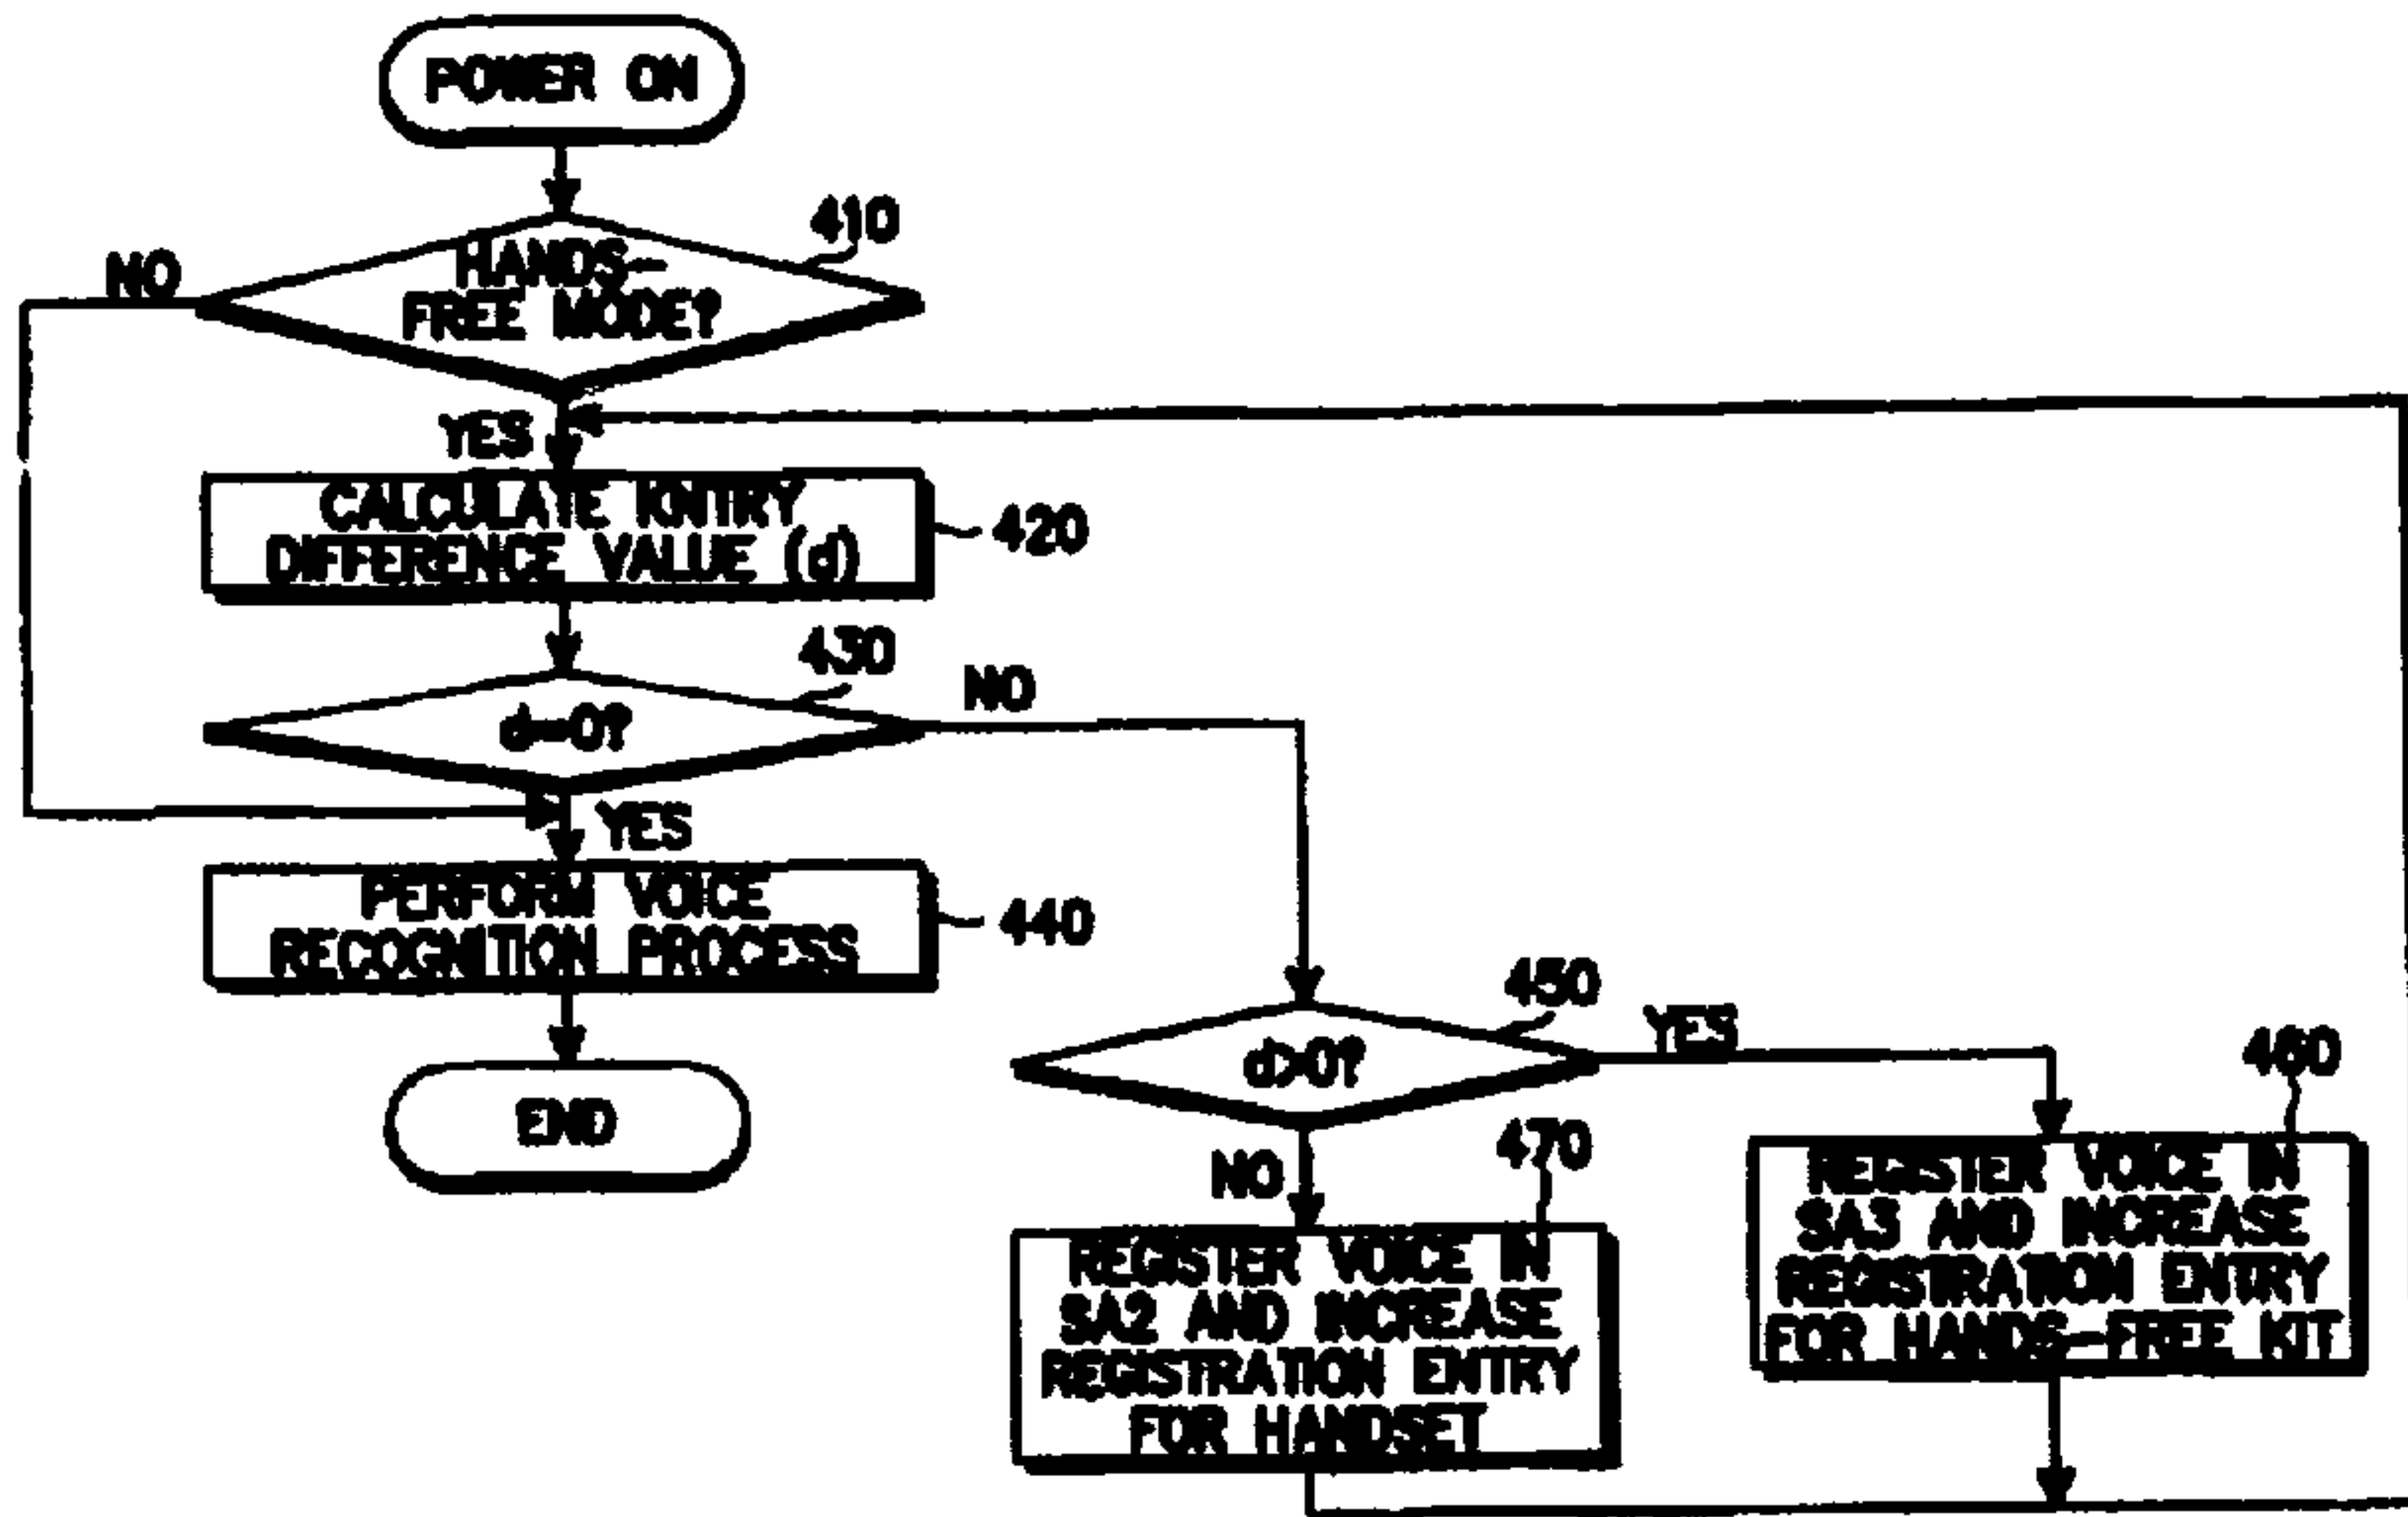 POWER ON
410
HANDS-
FREE MODE?
NO
YES
CALCULATE KNTRY
DIFFERENCE VALUE (d)
420
430
NO
d=0?
YES
PERFORM VOICE
RECOGNITION PROCESS
440
END
450
YES
d>0?
460
NO
470
REGISTER VOICE IN
SA3 AND INCREASE
REGISTRATION ENTRY
FOR HANDS-FREE KIT
REGISTER VOICE IN
SA2 AND INCREASE
REGISTRATION ENTRY
FOR HANDSET